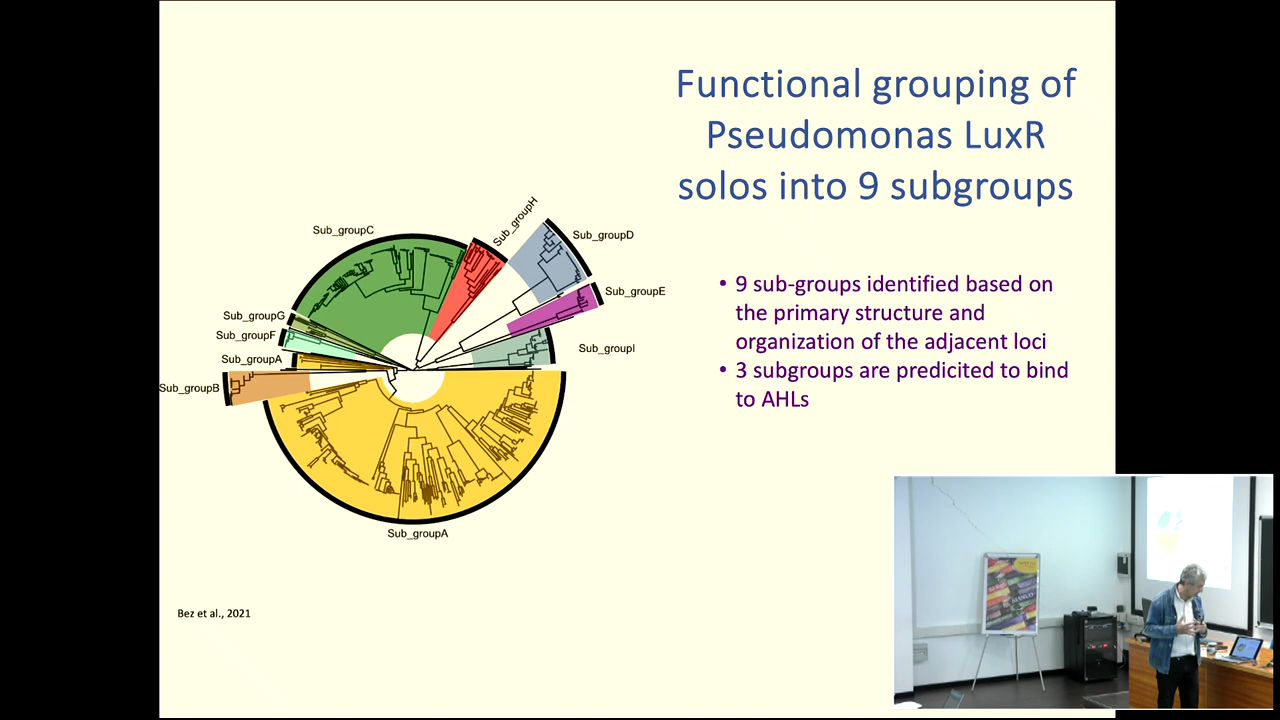 Functional grouping of
Pseudomonas LuxR
solos into 9 subgroups
Sub_groupH
Sub_groupC
Sub_groupD
Sub_groupE
Sub_groupG
Sub_groupF
Sub_groupI
Sub_groupA
Sub_groupB
Sub_groupA
• 9 sub-groups identified based on
the primary structure and
organization of the adjacent loci
• 3 subgroups are predicited to bind
to AHLs
Bez et al., 2021